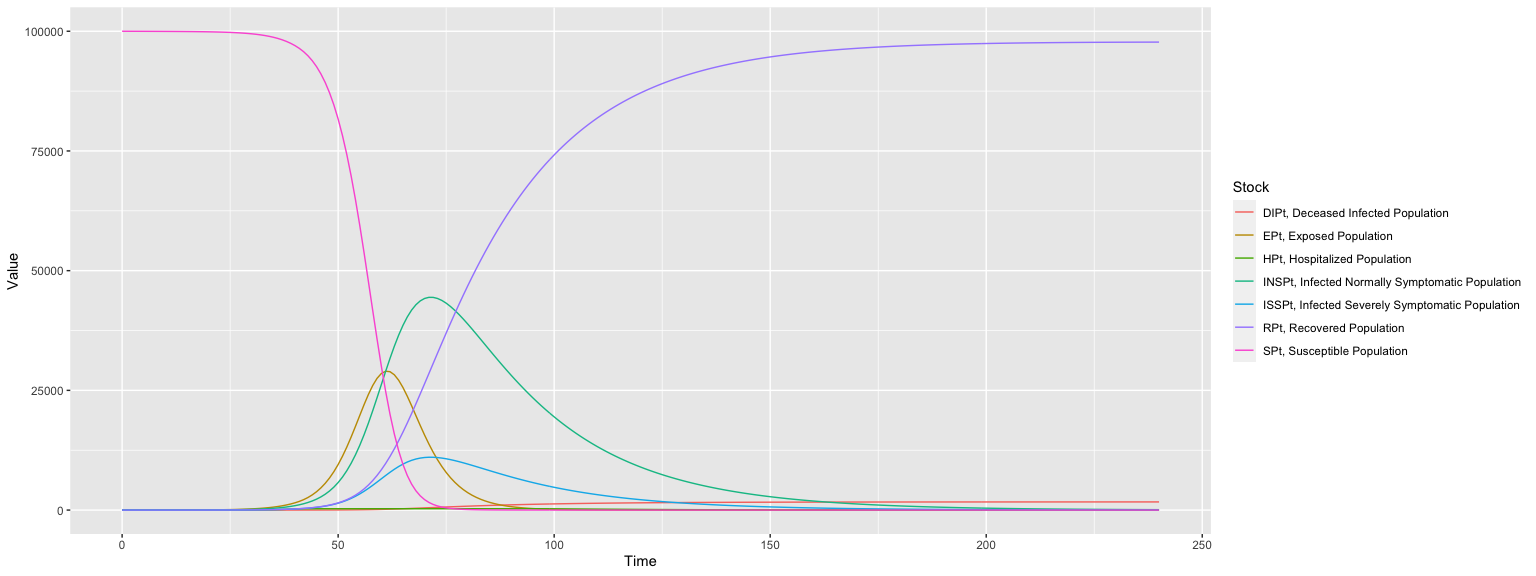 100000
75000
50000
25000
0
Value
0 50 100 150 200 250
Time
Stock
DIPt, Deceased Infected Population
EPt, Exposed Population
HPt, Hospitalized Population
INSPt, Infected Normally Symptomatic Population
ISSPt, Infected Severely Symptomatic Population
RPt, Recovered Population
SPt, Susceptible Population